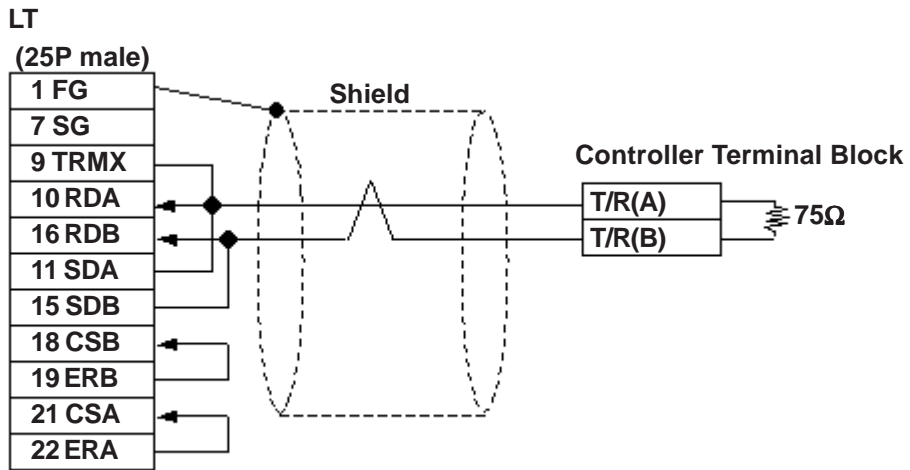 LT
(25P male)
1 FG
7 SG
9 TRMX
10 RDA
16 RDB
11 SDA
15 SDB
18 CSB
19 ERB
21 CSA
22 ERA
Shield
Controller Terminal Block
T/R(A)
T/R(B)
75Ω